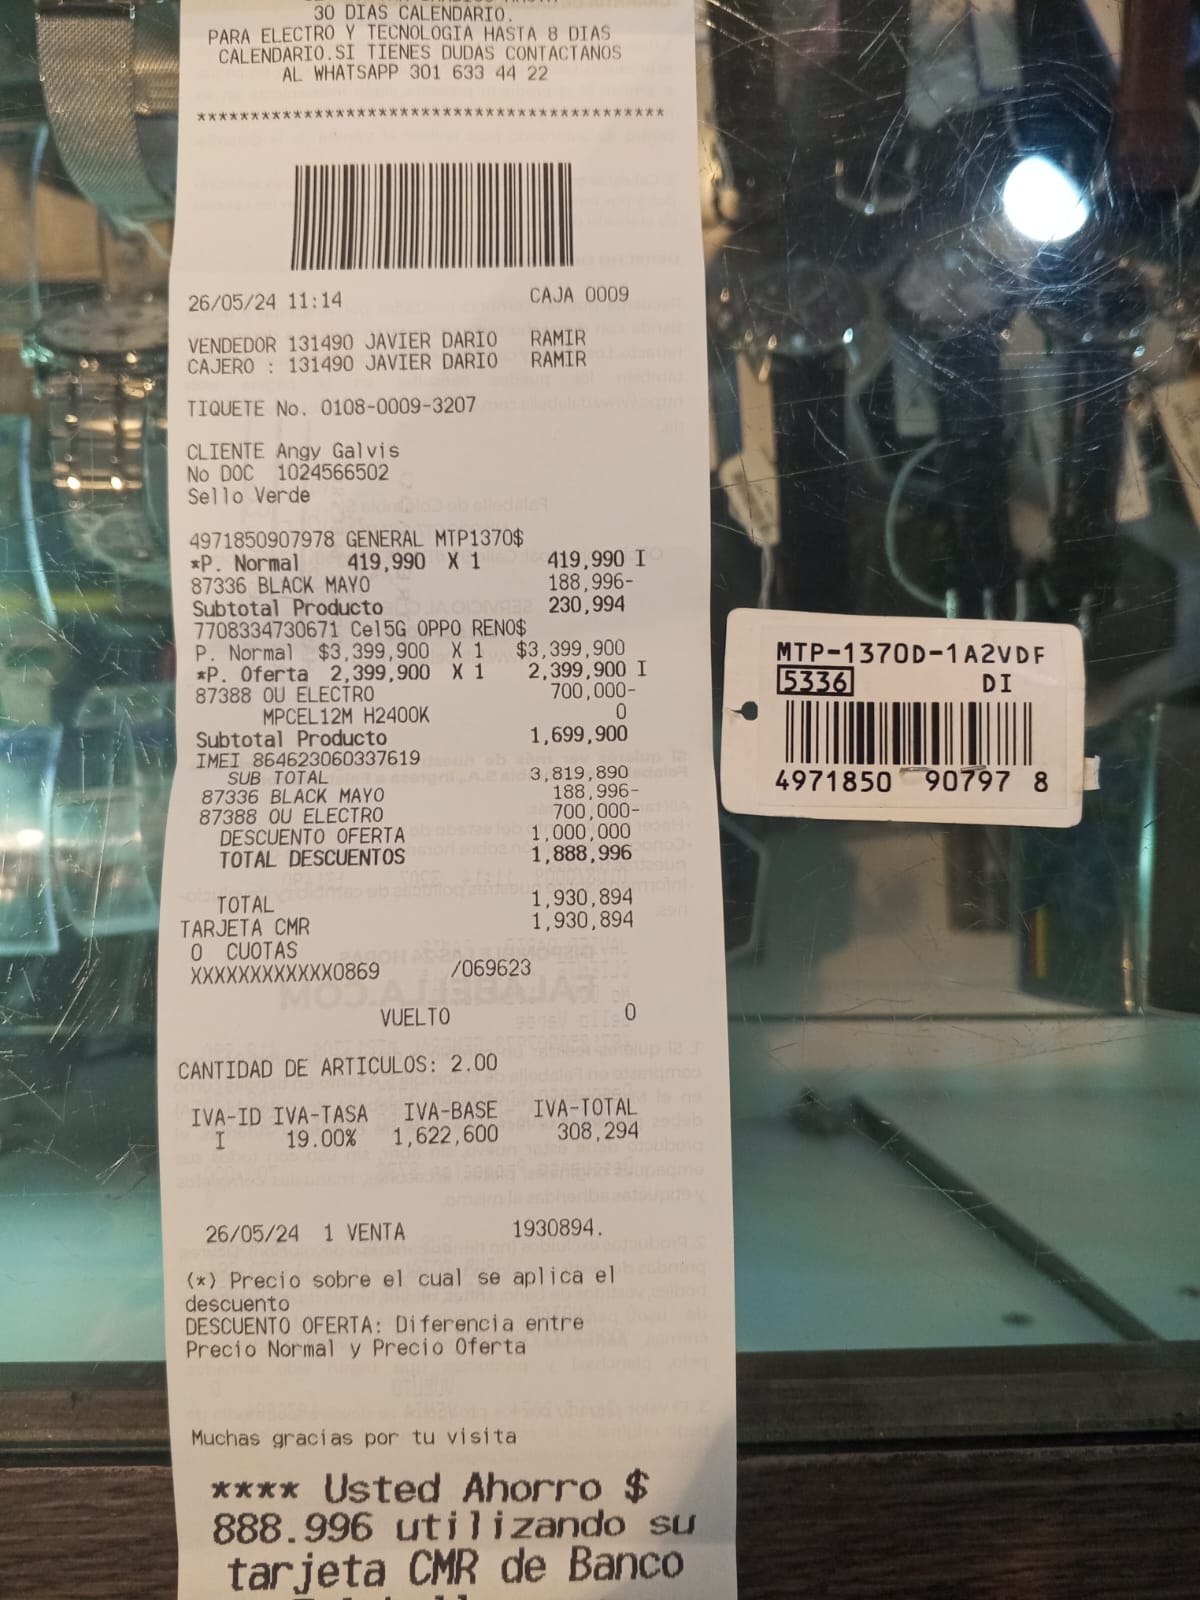 30 DIAS CALENDARIO.
PARA ELECTRO Y TECNOLOGIA HASTA 8 DIAS
CALENDARIO.SI TIENES DUDAS CONTACTANOS
AL WHATSAPP 301 633 44 22
******************************************
26/05/24 11:14 CAJA 0009
VENDEDOR 131490 JAVIER DARIO RAMIR
CAJERO : 131490 JAVIER DARIO RAMIR
TIQUETE No. 0108-0009-3207
CLIENTE Angy Galvis
No DOC 1024566502
Sello Verde
4971850907978 GENERAL MTP1370$
*P. Normal 419,990 X 1 419,990 I
87336 BLACK MAYO 188,996-
Subtotal Producto 230,994
7708334730671 Cel5G OPPO RENO$
P. Normal $3,399,900 X 1 $3,399,900
*P. Oferta 2,399,900 X 1 2,399,900 I
87388 OU ELECTRO 700,000-
MPCEL12M H2400K 0
Subtotal Producto 1,699,900
IMEI 864623060337619
SUB TOTAL 3,819,890
87336 BLACK MAYO 188,996-
87388 OU ELECTRO 700,000-
DESCUENTO OFERTA 1,000,000
TOTAL DESCUENTOS 1,888,996
TOTAL 1,930,894
TARJETA CMR 1,930,894
0 CUOTAS
XXXXXXXXXXXX0869 /069623
VUELTO 0
CANTIDAD DE ARTICULOS: 2.00
IVA-ID IVA-TASA IVA-BASE IVA-TOTAL
I 19.00% 1,622,600 308,294
26/05/24 1 VENTA 1930894.
(*) Precio sobre el cual se aplica el
descuento
DESCUENTO OFERTA: Diferencia entre
Precio Normal y Precio Oferta
Muchas gracias por tu visita
**** Usted Ahorro $
888.996 utilizando su
tarjeta CMR de Banco
MTP-1370D-1A2VDF
5336 DI
4971850 90797 8